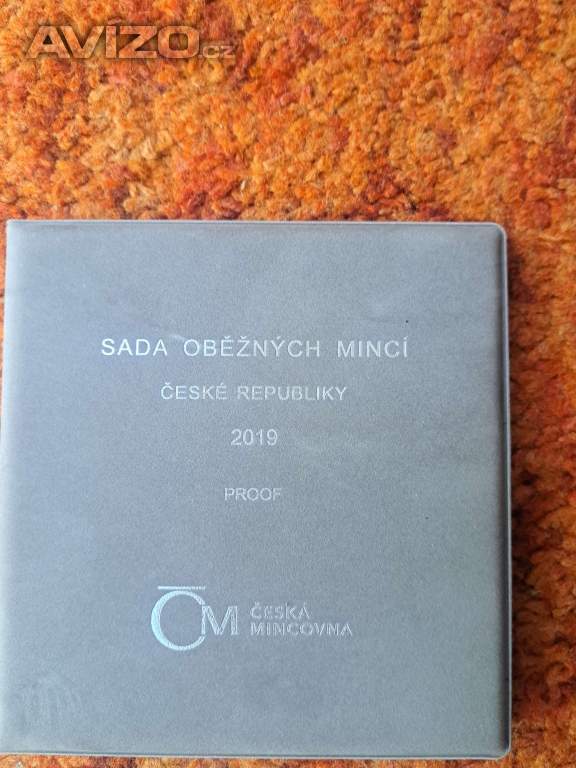 AVIZO.cz
SADA OBĚŽNÝCH MINCÍ
ČESKÉ REPUBLIKY
2019
PROOF
ČM ČESKÁ
MINCOVNA